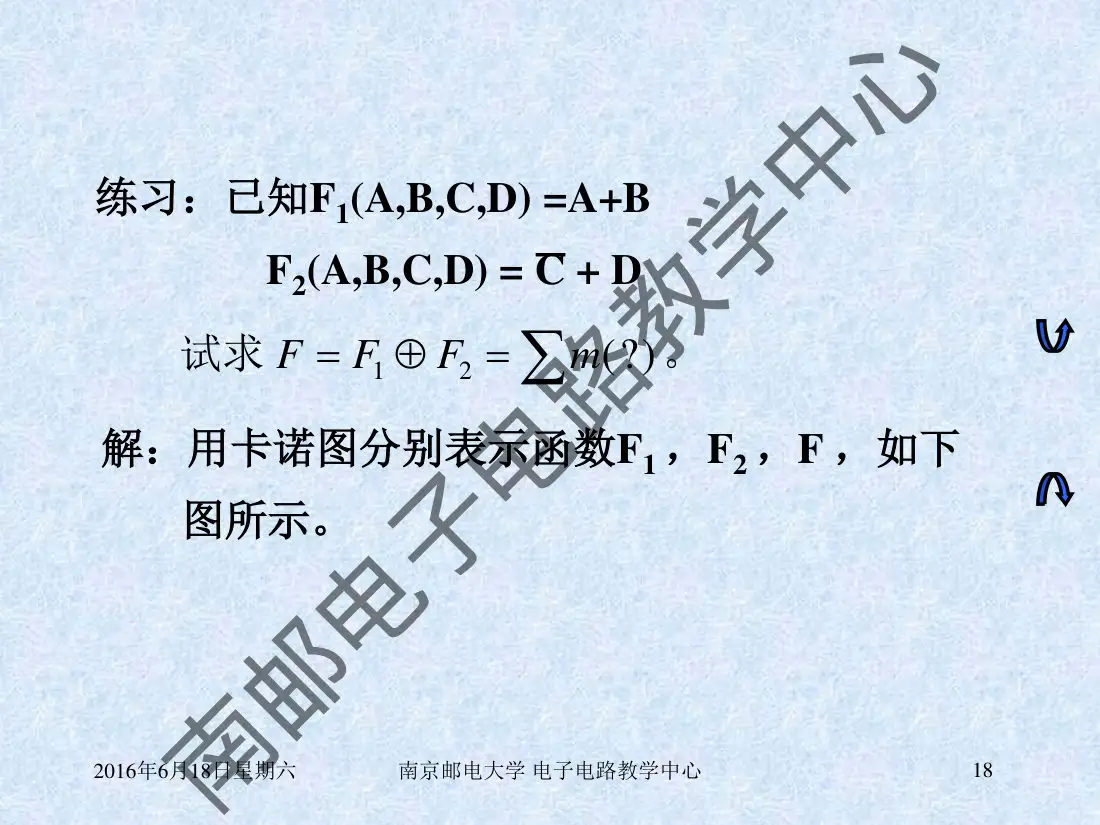 练习：已知F₁(A,B,C,D) =A+B
F₂(A,B,C,D) = C̅ + D
试求 F = F₁ ⊕ F₂ = ∑m(?)。
解：用卡诺图分别表示函数F₁，F₂，F，如下
图所示。
南邮电子电路教学中心
2016年6月18日星期六 南京邮电大学 电子电路教学中心 18